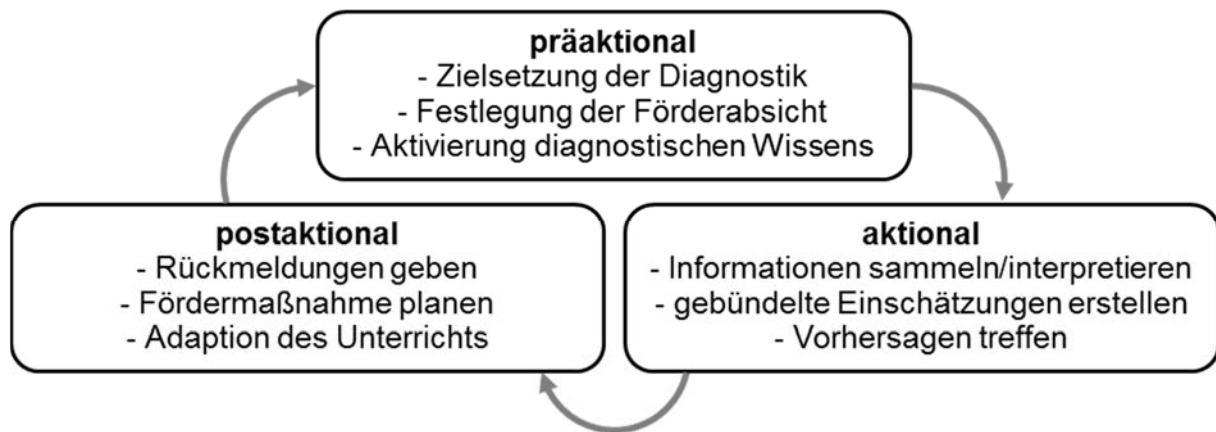 präaktional
- Zielsetzung der Diagnostik
- Festlegung der Förderabsicht
- Aktivierung diagnostischen Wissens
postaktional
- Rückmeldungen geben
- Fördermaßnahme planen
- Adaption des Unterrichts
aktional
- Informationen sammeln/interpretieren
- gebündelte Einschätzungen erstellen
- Vorhersagen treffen